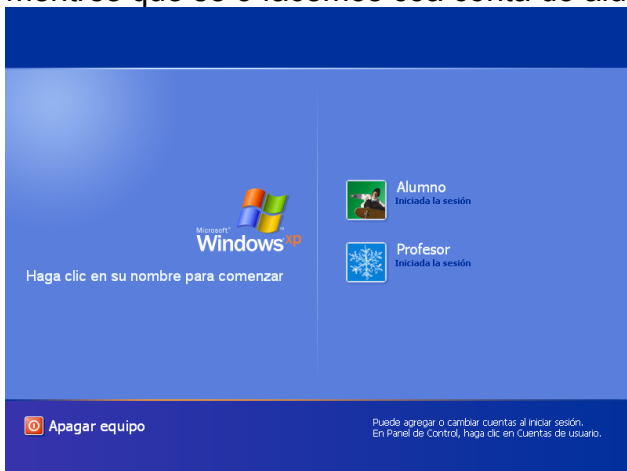 Alumno
Iniciada la sesión
Microsoft
Windows xp
Profesor
Iniciada la sesión
Haga clic en su nombre para comenzar
Apagar equipo
Puede agregar o cambiar cuentas al iniciar sesión.
En Panel de Control, haga clic en Cuentas de usuario.